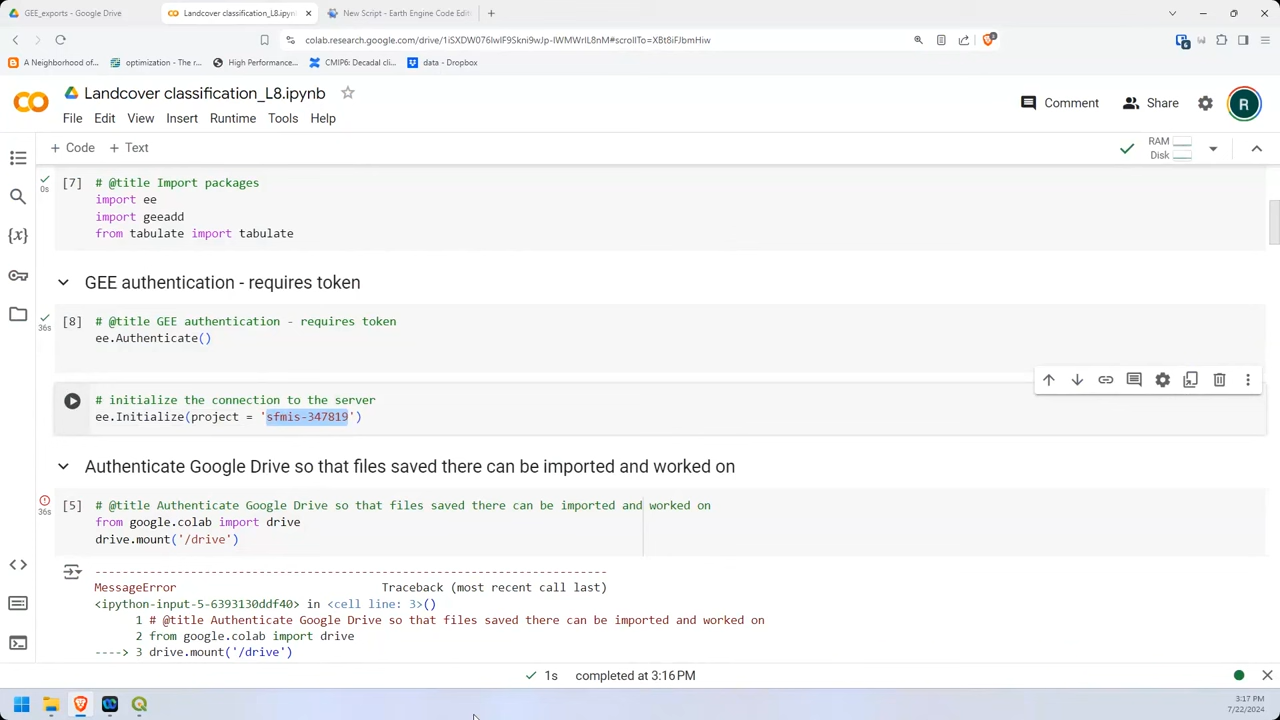 GEE_exports - Google Drive
Landcover classification_L8.ipynb
New Script - Earth Engine Code Edit
colab.research.google.com/drive/1iSXDW076IwIF9Skni9wJp-IWMWrIL8nM#scrollTo=XBt8iFJbmHiw
A Neighborhood of...
optimization - The r...
High Performance...
CMIP6: Decadal cli...
data - Dropbox
Landcover classification_L8.ipynb
Comment
Share
R
File Edit View Insert Runtime Tools Help
+ Code + Text
RAM
Disk
[7] # @title Import packages
0s
import ee
import geeadd
from tabulate import tabulate
GEE authentication - requires token
[8] # @title GEE authentication - requires token
36s
ee.Authenticate()
# initialize the connection to the server
ee.Initialize(project = 'sfmis-347819')
Authenticate Google Drive so that files saved there can be imported and worked on
[5] # @title Authenticate Google Drive so that files saved there can be imported and worked on
36s
from google.colab import drive
drive.mount('/drive')
---------------------------------------------------------------------------
MessageError Traceback (most recent call last)
<ipython-input-5-6393130ddf40> in <cell line: 3>()
1 # @title Authenticate Google Drive so that files saved there can be imported and worked on
2 from google.colab import drive
----> 3 drive.mount('/drive')
1s completed at 3:16 PM
3:17 PM
7/22/2024